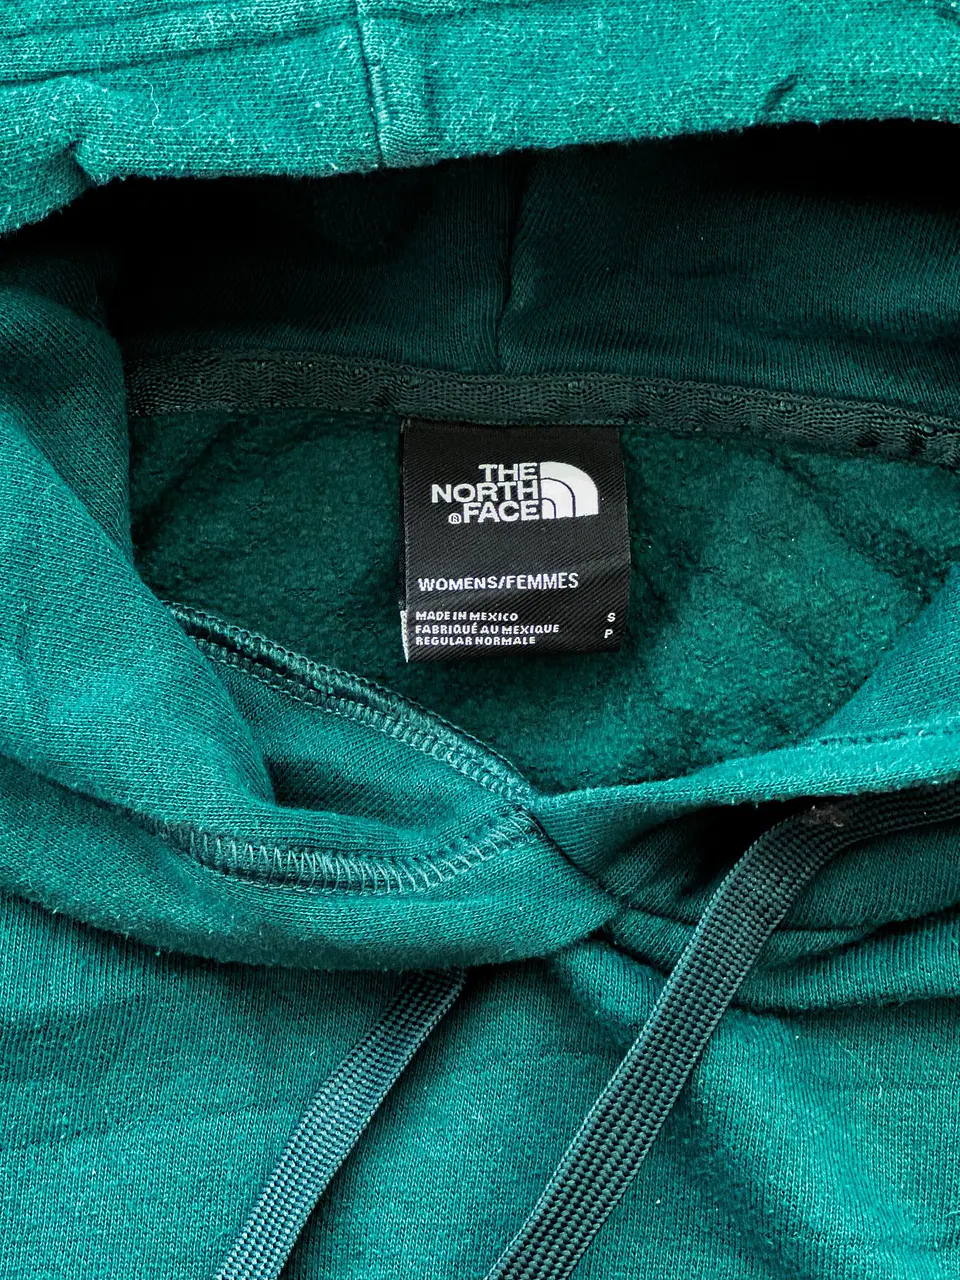 THE
NORTH
®FACE
WOMENS/FEMMES
MADE IN MEXICO S
FABRIQUÉ AU MEXIQUE P
REGULAR NORMALE